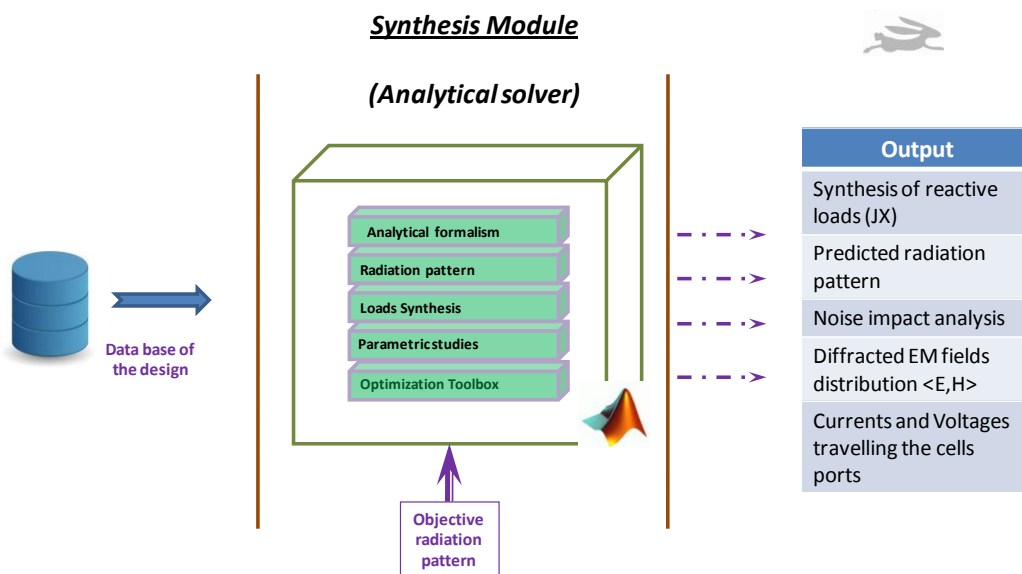 Synthesis Module
(Analytical solver)
Analytical formalism
Radiation pattern
Loads Synthesis
Parametricstudies
Optimization Toolbox
Data base of
the design
Objective
radiation
pattern
Output
Synthesis of reactive
loads (JX)
Predicted radiation
pattern
Noise impact analysis
Diffracted EM fields
distribution <E,H>
Currents and Voltages
travelling the cells
ports